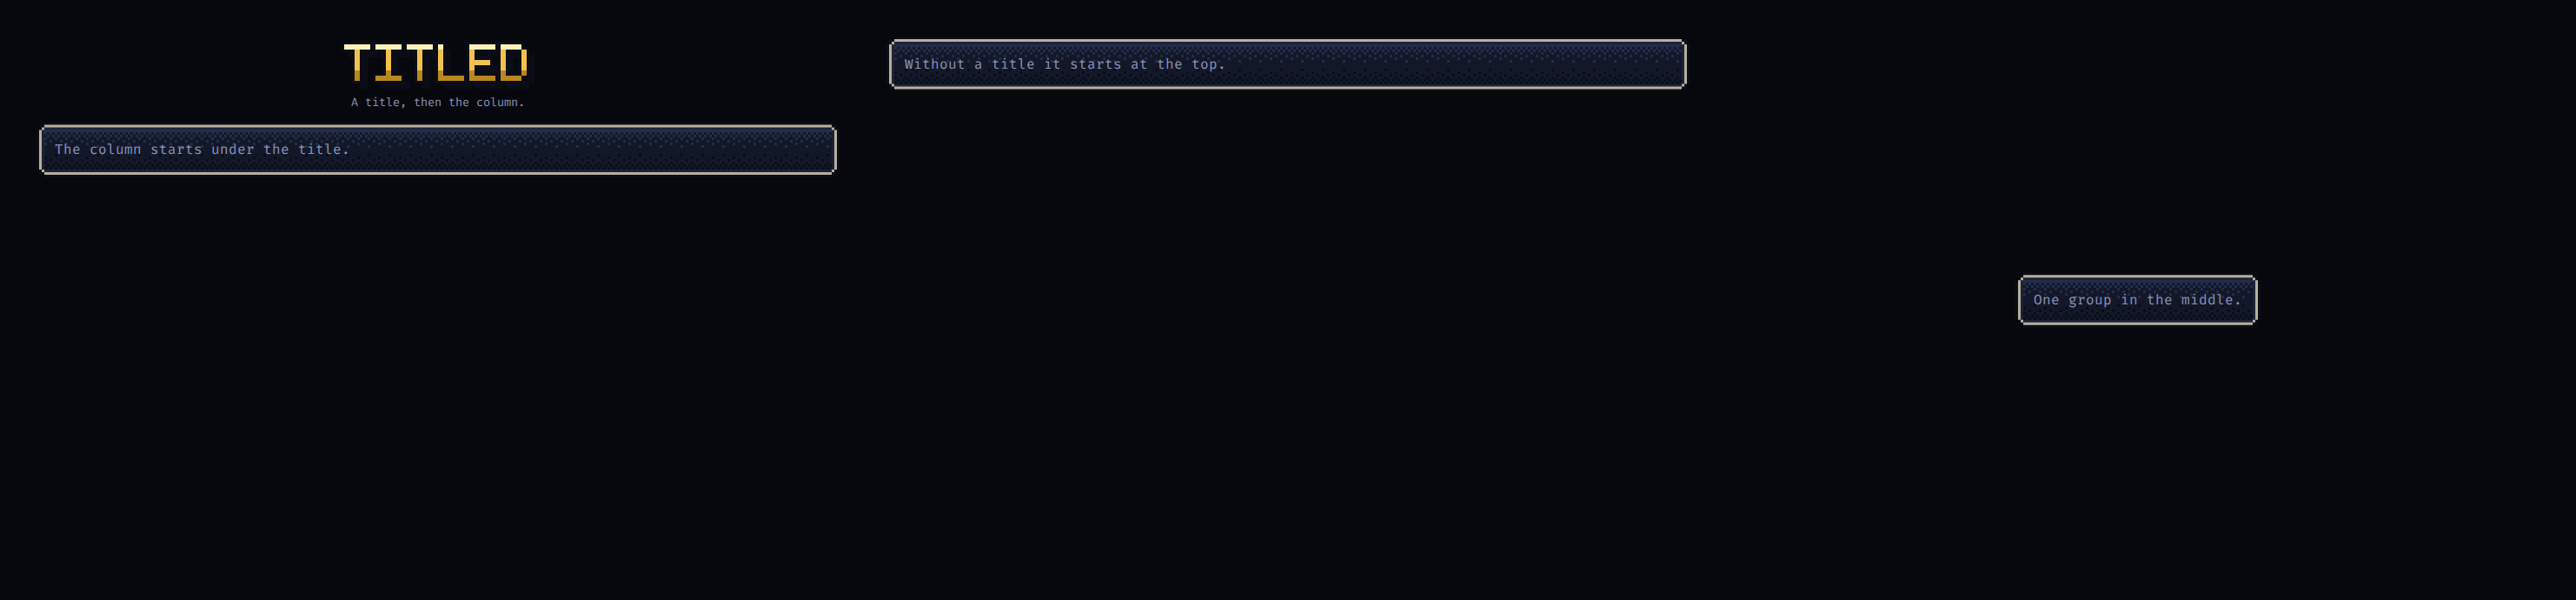 TITLED
A title, then the column.
The column starts under the title.
Without a title it starts at the top.
One group in the middle.